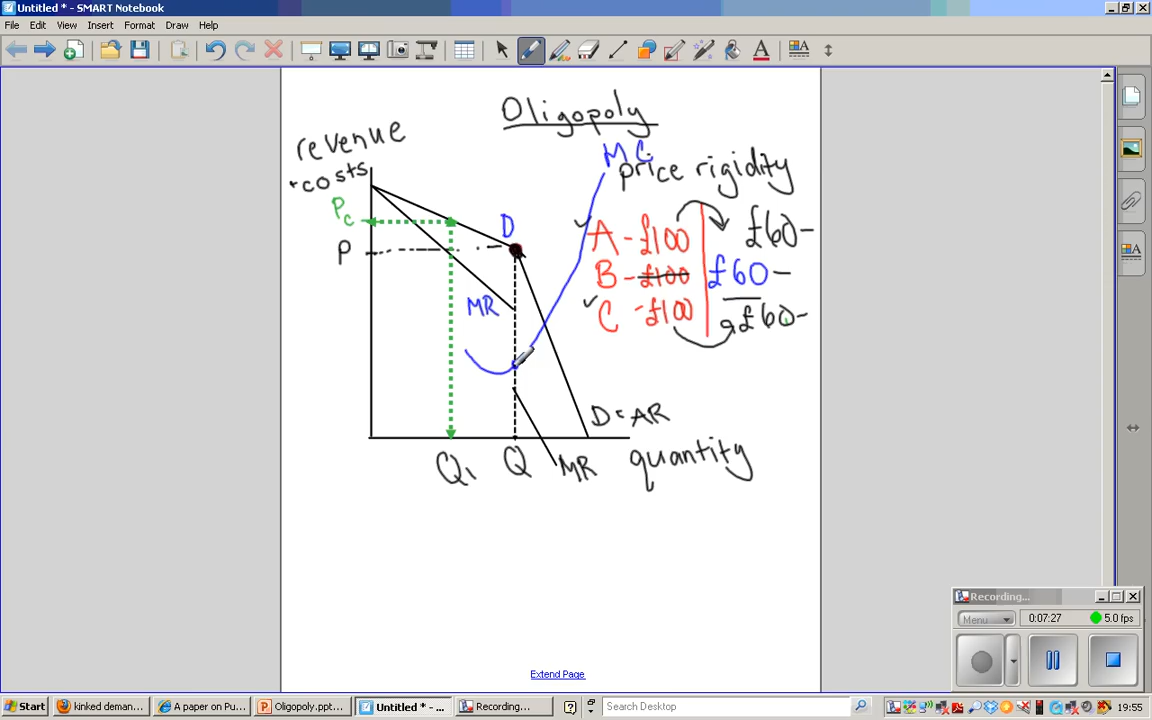 Untitled * - SMART Notebook
File Edit View Insert Format Tools Draw Help
Oligopoly
revenue
+costs
MC
price rigidity
Pc
P
D
MR
A - £100 £60-
B - £100 £60-
C - £100 £60-
D = AR
Q1 Q MR quantity
Extend Page
Recording...
Menu 0:07:27 5.0 fps
Start kinked deman... A paper on Pu... Oligopoly.ppt... Untitled * - ... Recording... Search Desktop 19:55